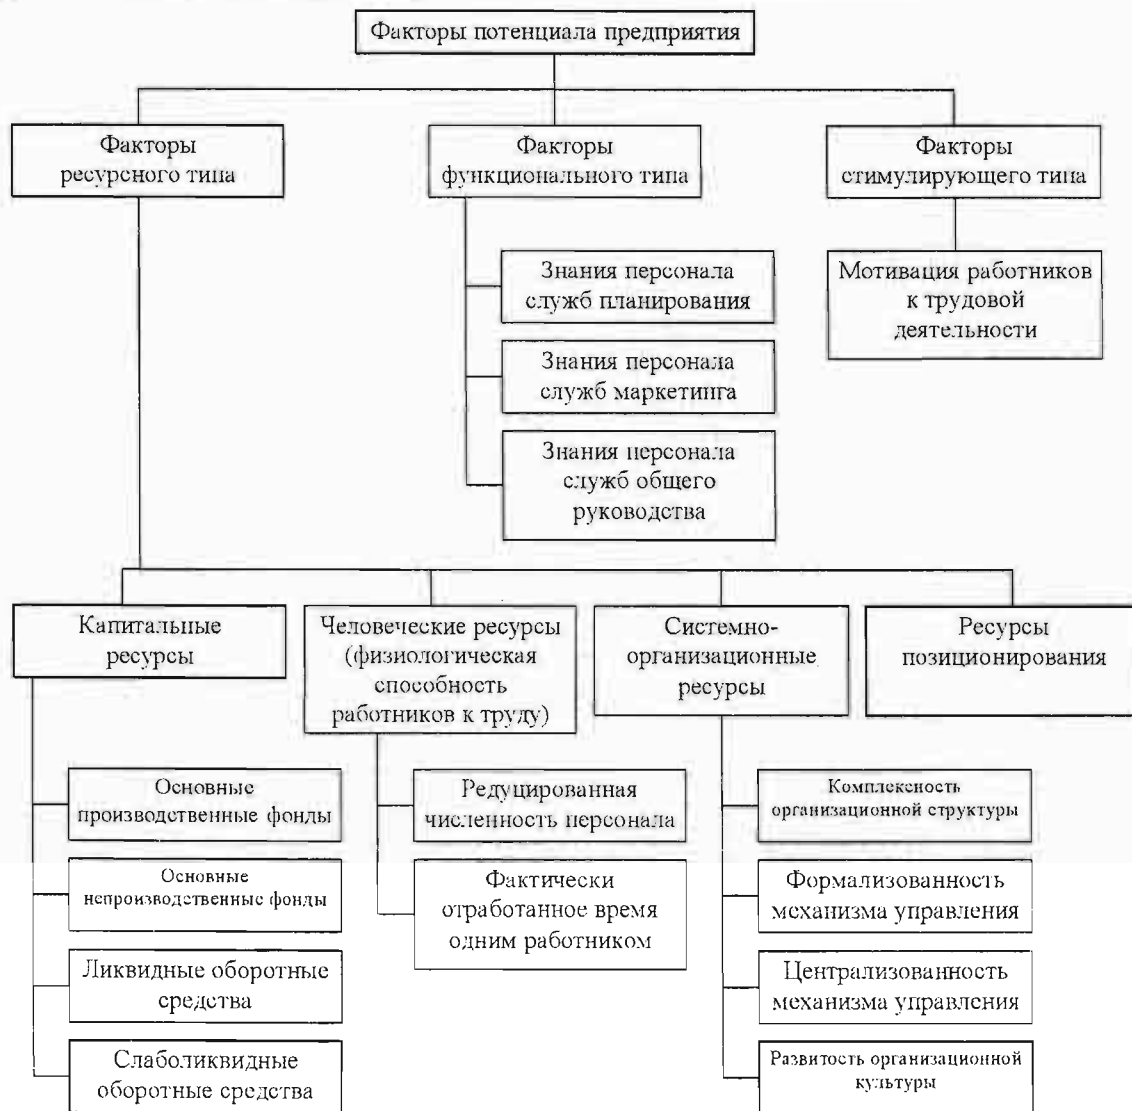 Факторы потенциала предприятия
Факторы
ресурсного типа
Факторы
функционального типа
Факторы
стимулирующего типа
Знания персонала
служб планирования
Знания персонала
служб маркетинга
Знания персонала
служб общего
руководства
Мотивация работников
к трудовой
деятельности
Капитальные
ресурсы
Человеческие ресурсы
(физиологическая
способность
работников к труду)
Системно-
организационные
ресурсы
Ресурсы
позиционирования
Основные
производственные фонды
Основные
непроизводственные фонды
Ликвидные оборотные
средства
Слаболиквидные
оборотные средства
Редуцированная
численность персонала
Фактически
отработанное время
одним работником
Комплексность
организационной структуры
Формализованность
механизма управления
Централизованность
механизма управления
Развитость организационной
культуры